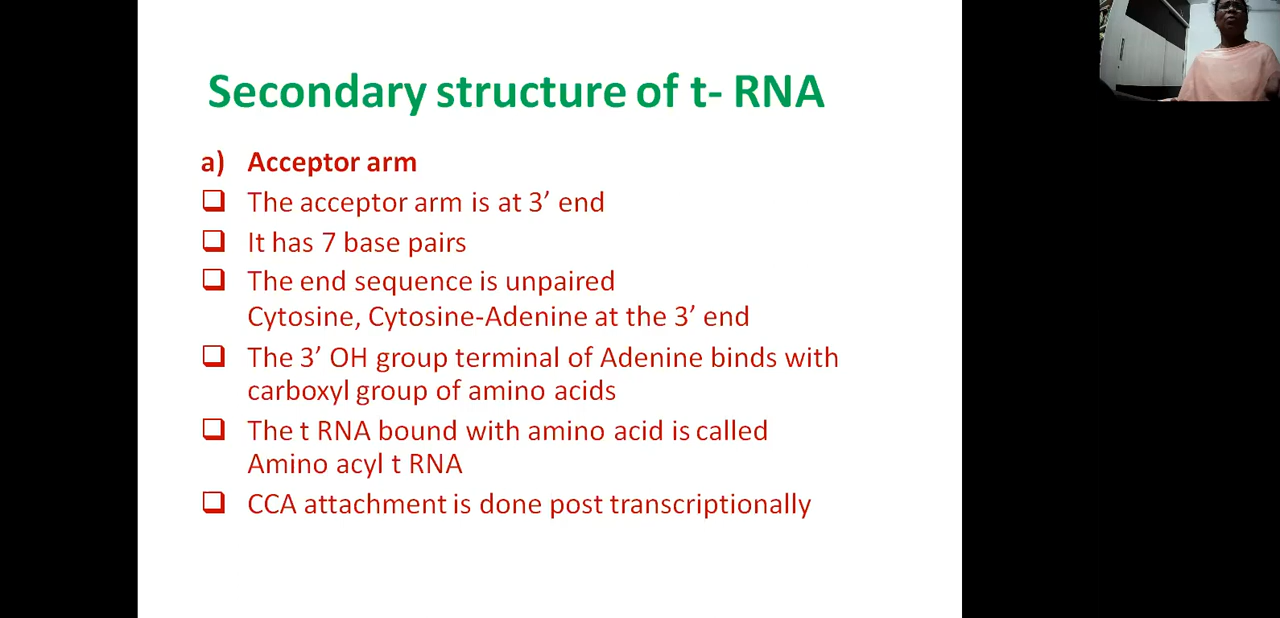 Secondary structure of t- RNA
a) Acceptor arm
❑ The acceptor arm is at 3’ end
❑ It has 7 base pairs
❑ The end sequence is unpaired
Cytosine, Cytosine-Adenine at the 3’ end
❑ The 3’ OH group terminal of Adenine binds with
carboxyl group of amino acids
❑ The t RNA bound with amino acid is called
Amino acyl t RNA
❑ CCA attachment is done post transcriptionally